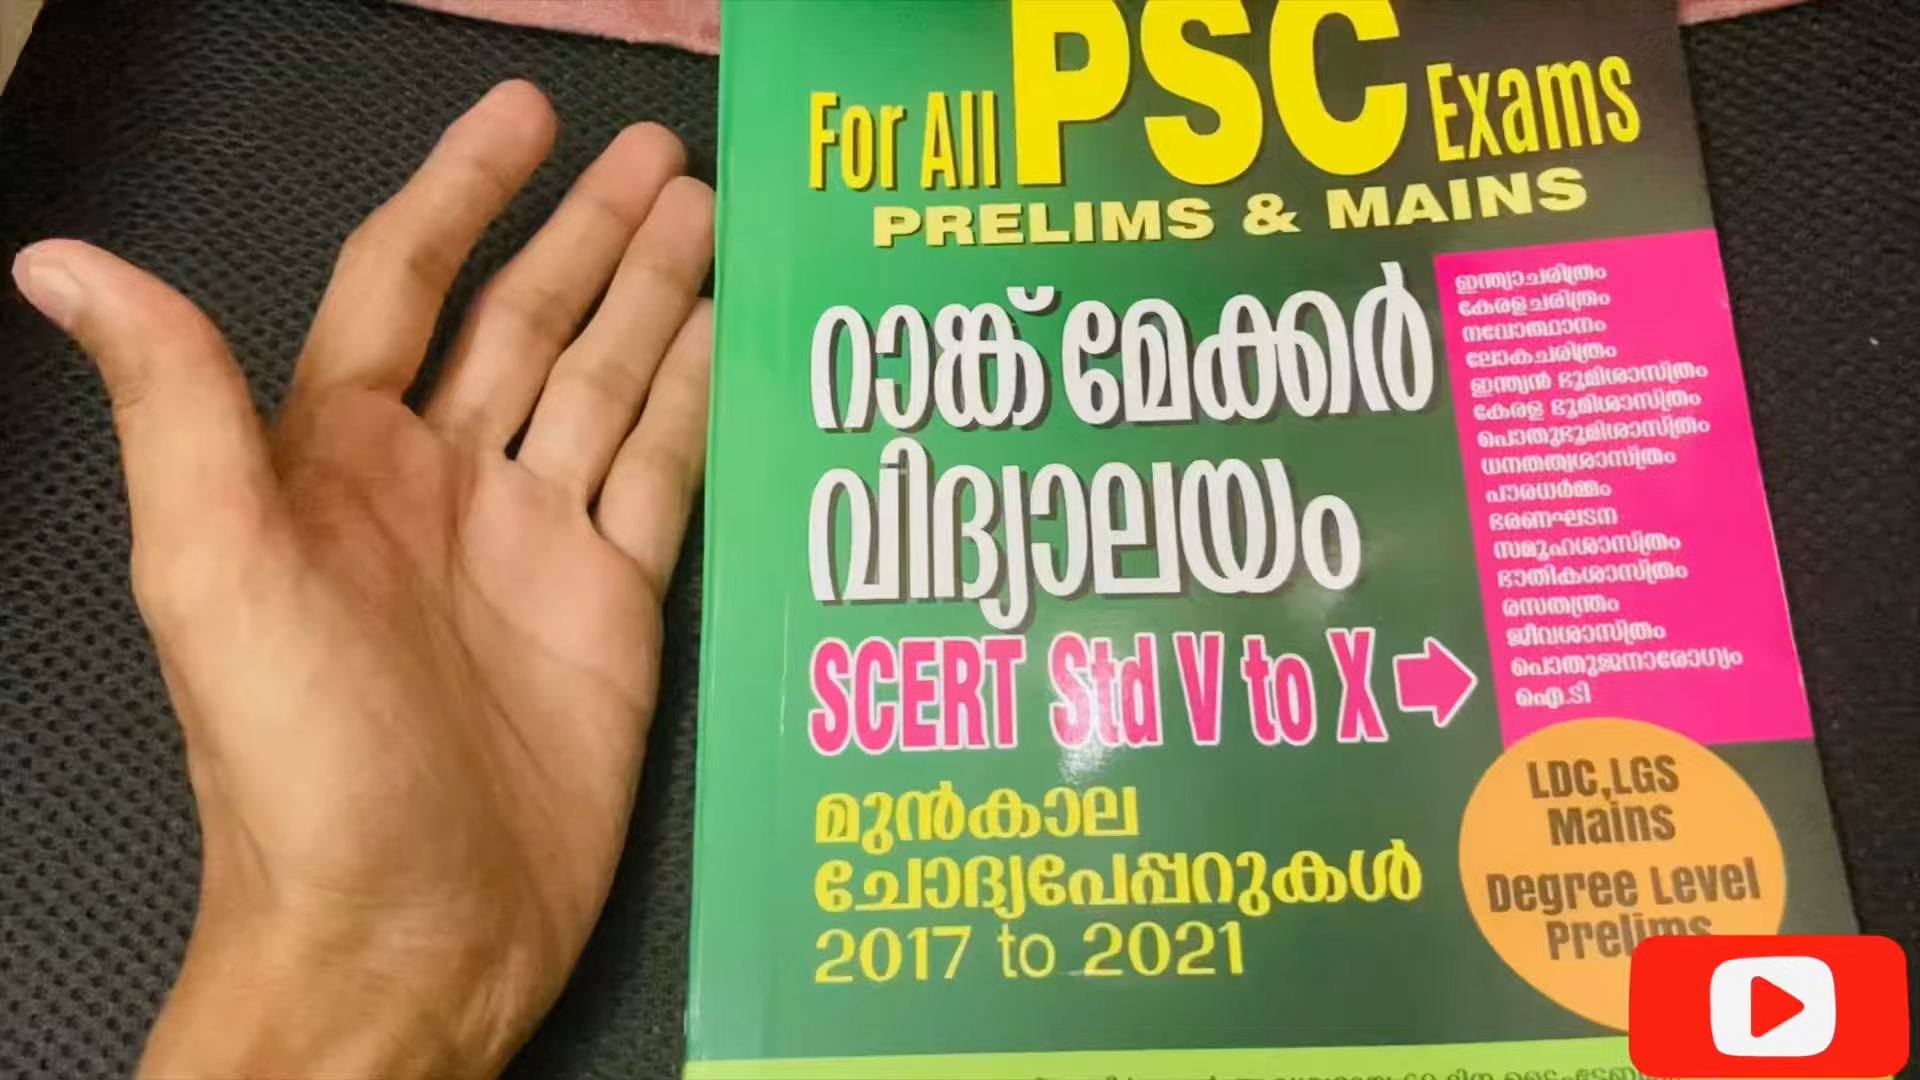 For All PSC Exams
PRELIMS & MAINS
റാങ്ക് മേക്കർ
വിദ്യാലയം
SCERT Std V to X
മുൻകാല
ചോദ്യപേപ്പറുകൾ
2017 to 2021
ഇന്ത്യാചരിത്രം
കേരളചരിത്രം
നവോത്ഥാനം
ലോകചരിത്രം
ഇന്ത്യൻ ഭൂമിശാസ്ത്രം
കേരള ഭൂമിശാസ്ത്രം
പൊതുഭൂമിശാസ്ത്രം
ധനതത്വശാസ്ത്രം
പൗരധർമ്മം
ഭരണഘടന
സമൂഹശാസ്ത്രം
ഭൗതികശാസ്ത്രം
രസതന്ത്രം
ജീവശാസ്ത്രം
പൊതുജനാരോഗ്യം
ഐ.ടി
LDC,LGS
Mains
Degree Level
Prelims